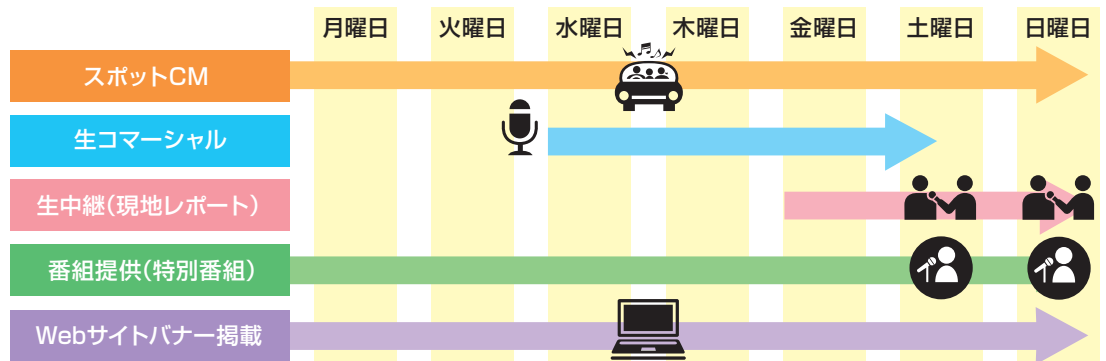 月曜日 火曜日 水曜日 木曜日 金曜日 土曜日 日曜日
スポットCM
生コマーシャル
生中継(現地レポート)
番組提供(特別番組)
Webサイトバナー掲載